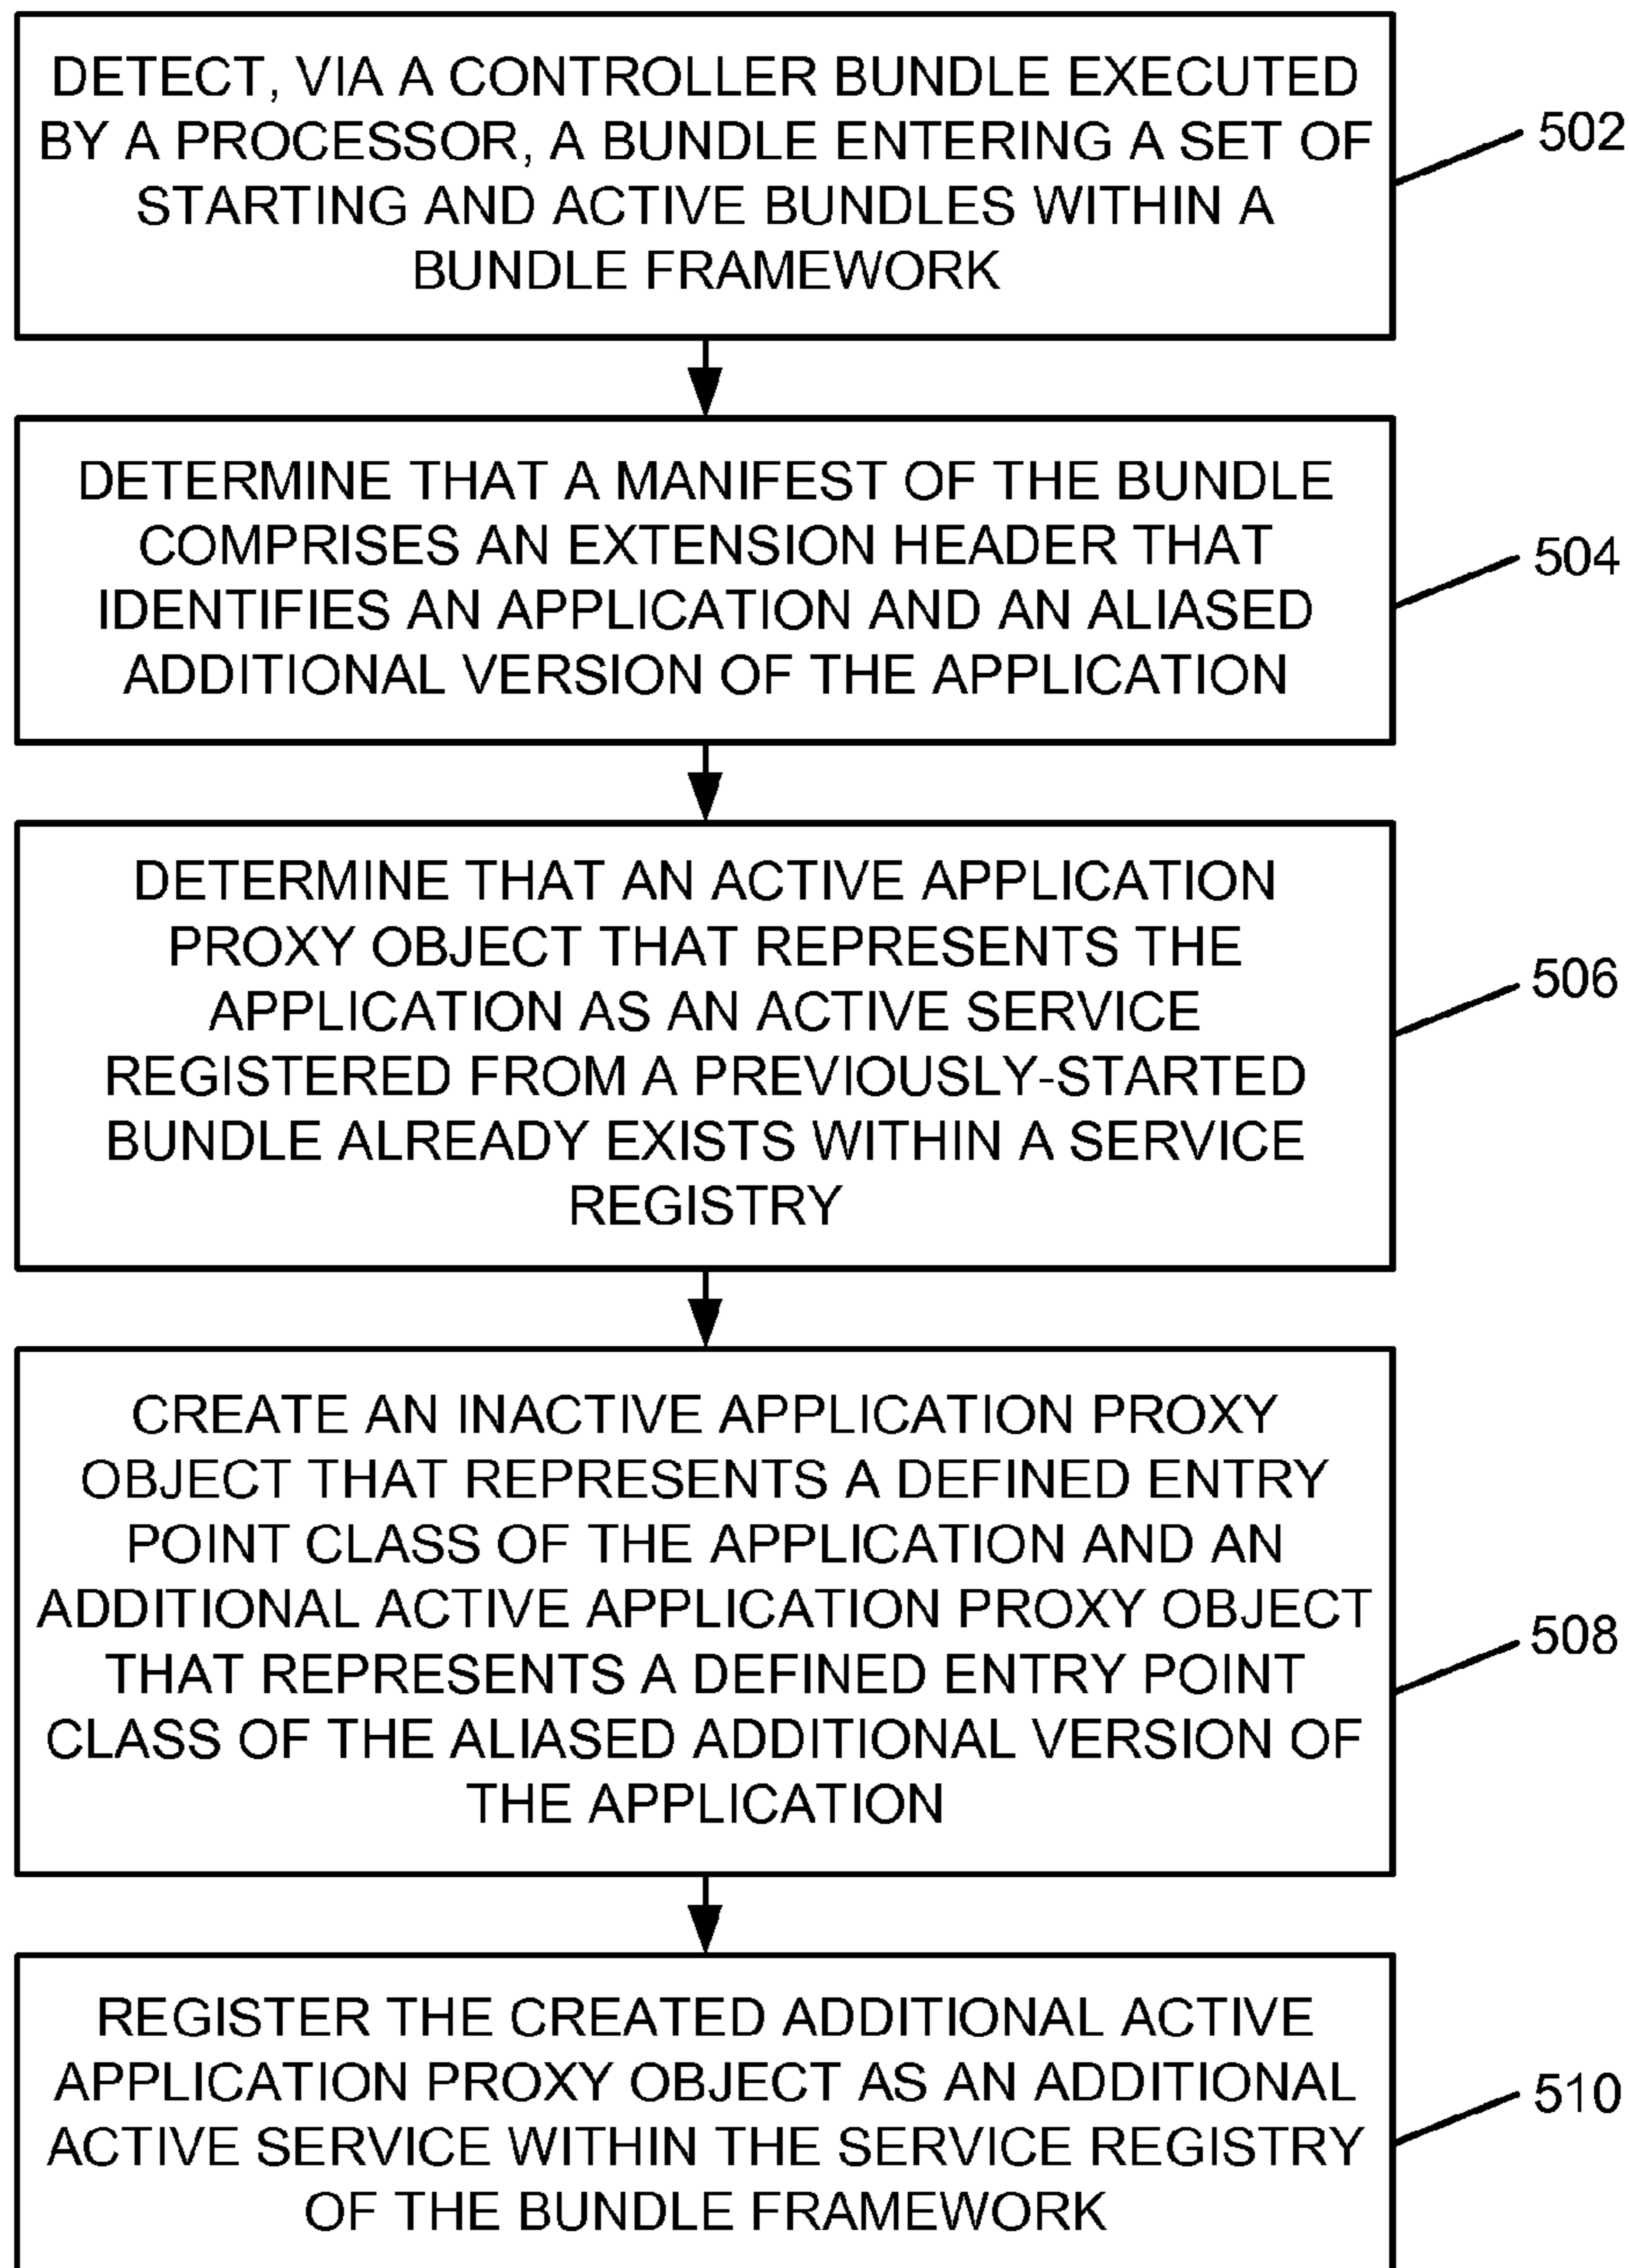 DETECT, VIA A CONTROLLER BUNDLE EXECUTED
BY A PROCESSOR, A BUNDLE ENTERING A SET OF
STARTING AND ACTIVE BUNDLES WITHIN A
BUNDLE FRAMEWORK
502
DETERMINE THAT A MANIFEST OF THE BUNDLE
COMPRISES AN EXTENSION HEADER THAT
IDENTIFIES AN APPLICATION AND AN ALIASED
ADDITIONAL VERSION OF THE APPLICATION
504
DETERMINE THAT AN ACTIVE APPLICATION
PROXY OBJECT THAT REPRESENTS THE
APPLICATION AS AN ACTIVE SERVICE
REGISTERED FROM A PREVIOUSLY-STARTED
BUNDLE ALREADY EXISTS WITHIN A SERVICE
REGISTRY
506
CREATE AN INACTIVE APPLICATION PROXY
OBJECT THAT REPRESENTS A DEFINED ENTRY
POINT CLASS OF THE APPLICATION AND AN
ADDITIONAL ACTIVE APPLICATION PROXY OBJECT
THAT REPRESENTS A DEFINED ENTRY POINT
CLASS OF THE ALIASED ADDITIONAL VERSION OF
THE APPLICATION
508
REGISTER THE CREATED ADDITIONAL ACTIVE
APPLICATION PROXY OBJECT AS AN ADDITIONAL
ACTIVE SERVICE WITHIN THE SERVICE REGISTRY
OF THE BUNDLE FRAMEWORK
510